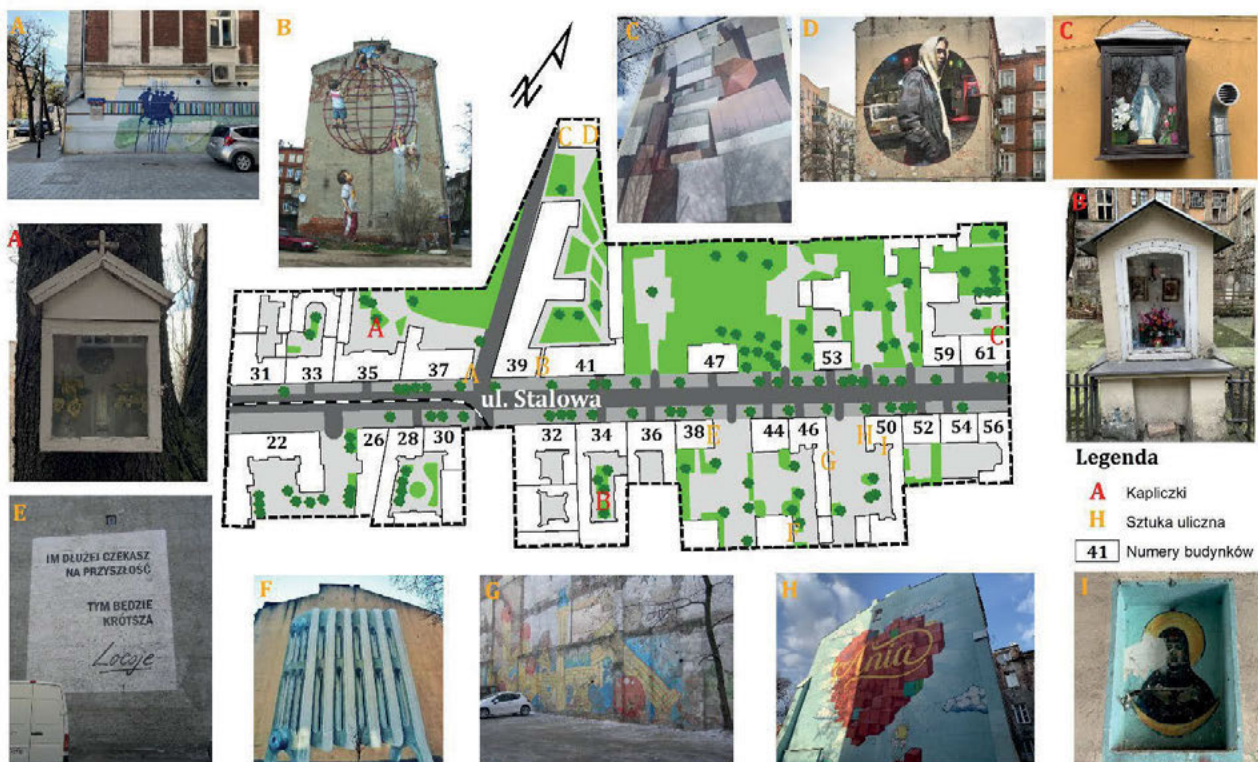 A
B
C
D
C
A
B
C
D
A
31
33
35
37
A
39
B
41
47
53
59
61
C
ul. Stalowa
22
26
28
30
32
34
36
38
E
44
46
H
50
52
54
56
G
I
B
F
Legenda
A Kapliczki
H Sztuka uliczna
41 Numery budynków
E
IM DŁUŻEJ CZEKASZ
NA PRZYSZŁOŚĆ
TYM BĘDZIE
KRÓTSZA
Locoje
F
G
H
Ania
I